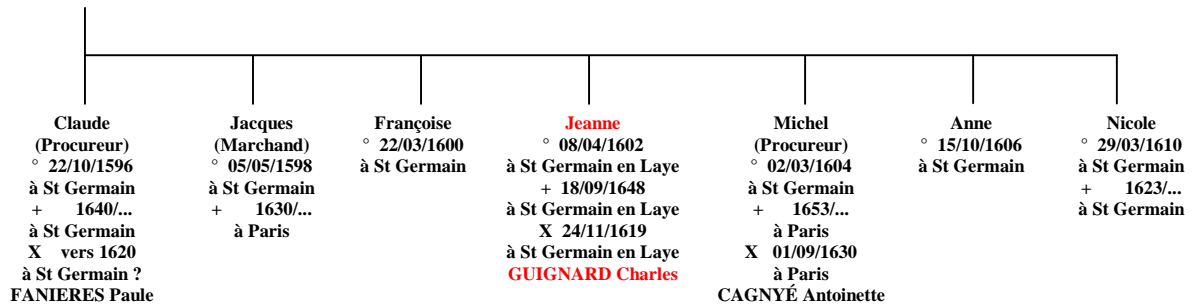 Claude
(Procureur)
° 22/10/1596
à St Germain
+ 1640/...
à St Germain
X vers 1620
à St Germain ?
FANIERES Paule
Jacques
(Marchand)
° 05/05/1598
à St Germain
+ 1630/...
à Paris
Françoise
° 22/03/1600
à St Germain
Jeanne
° 08/04/1602
à St Germain en Laye
+ 18/09/1648
à St Germain en Laye
X 24/11/1619
à St Germain en Laye
GUIGNARD Charles
Michel
(Procureur)
° 02/03/1604
à St Germain
+ 1653/...
à Paris
X 01/09/1630
à Paris
CAGNYÉ Antoinette
Anne
° 15/10/1606
à St Germain
Nicole
° 29/03/1610
à St Germain
+ 1623/...
à St Germain